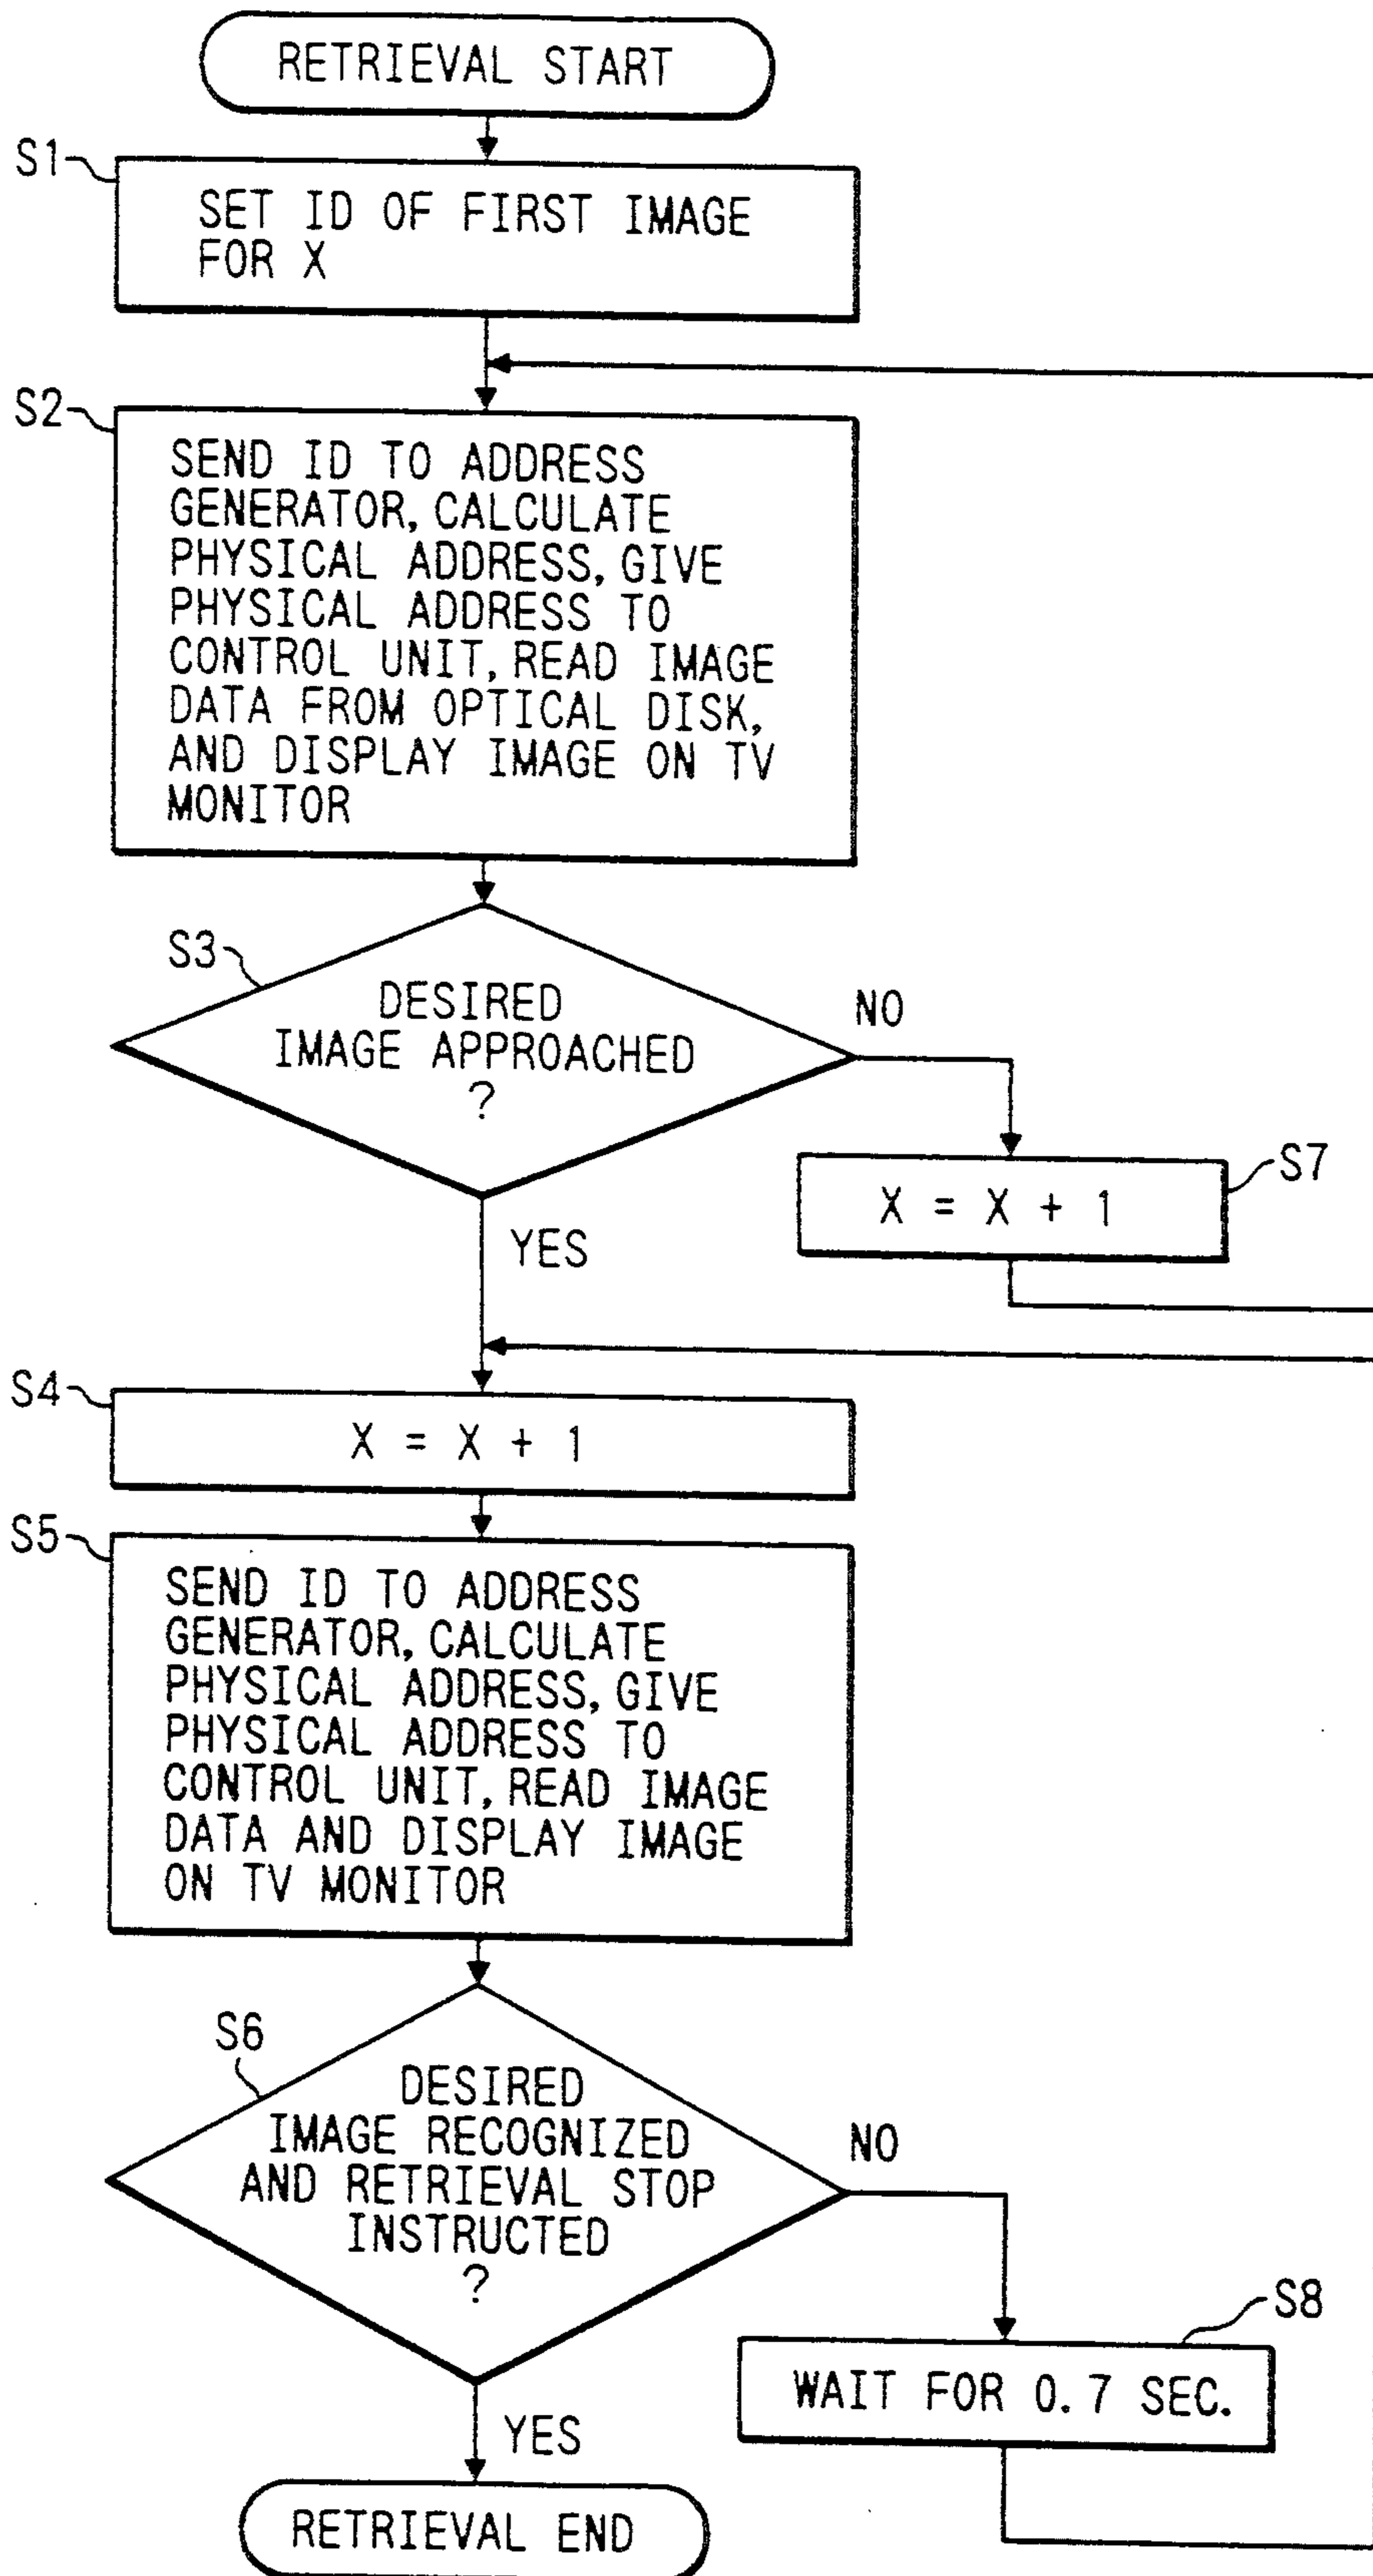 RETRIEVAL START
S1
SET ID OF FIRST IMAGE
FOR X
S2
SEND ID TO ADDRESS
GENERATOR, CALCULATE
PHYSICAL ADDRESS, GIVE
PHYSICAL ADDRESS TO
CONTROL UNIT, READ IMAGE
DATA FROM OPTICAL DISK,
AND DISPLAY IMAGE ON TV
MONITOR
S3
DESIRED
IMAGE APPROACHED
?
NO
YES
S7
X = X + 1
S4
X = X + 1
S5
SEND ID TO ADDRESS
GENERATOR, CALCULATE
PHYSICAL ADDRESS, GIVE
PHYSICAL ADDRESS TO
CONTROL UNIT, READ IMAGE
DATA AND DISPLAY IMAGE
ON TV MONITOR
S6
DESIRED
IMAGE RECOGNIZED
AND RETRIEVAL STOP
INSTRUCTED
?
NO
YES
S8
WAIT FOR 0.7 SEC.
RETRIEVAL END